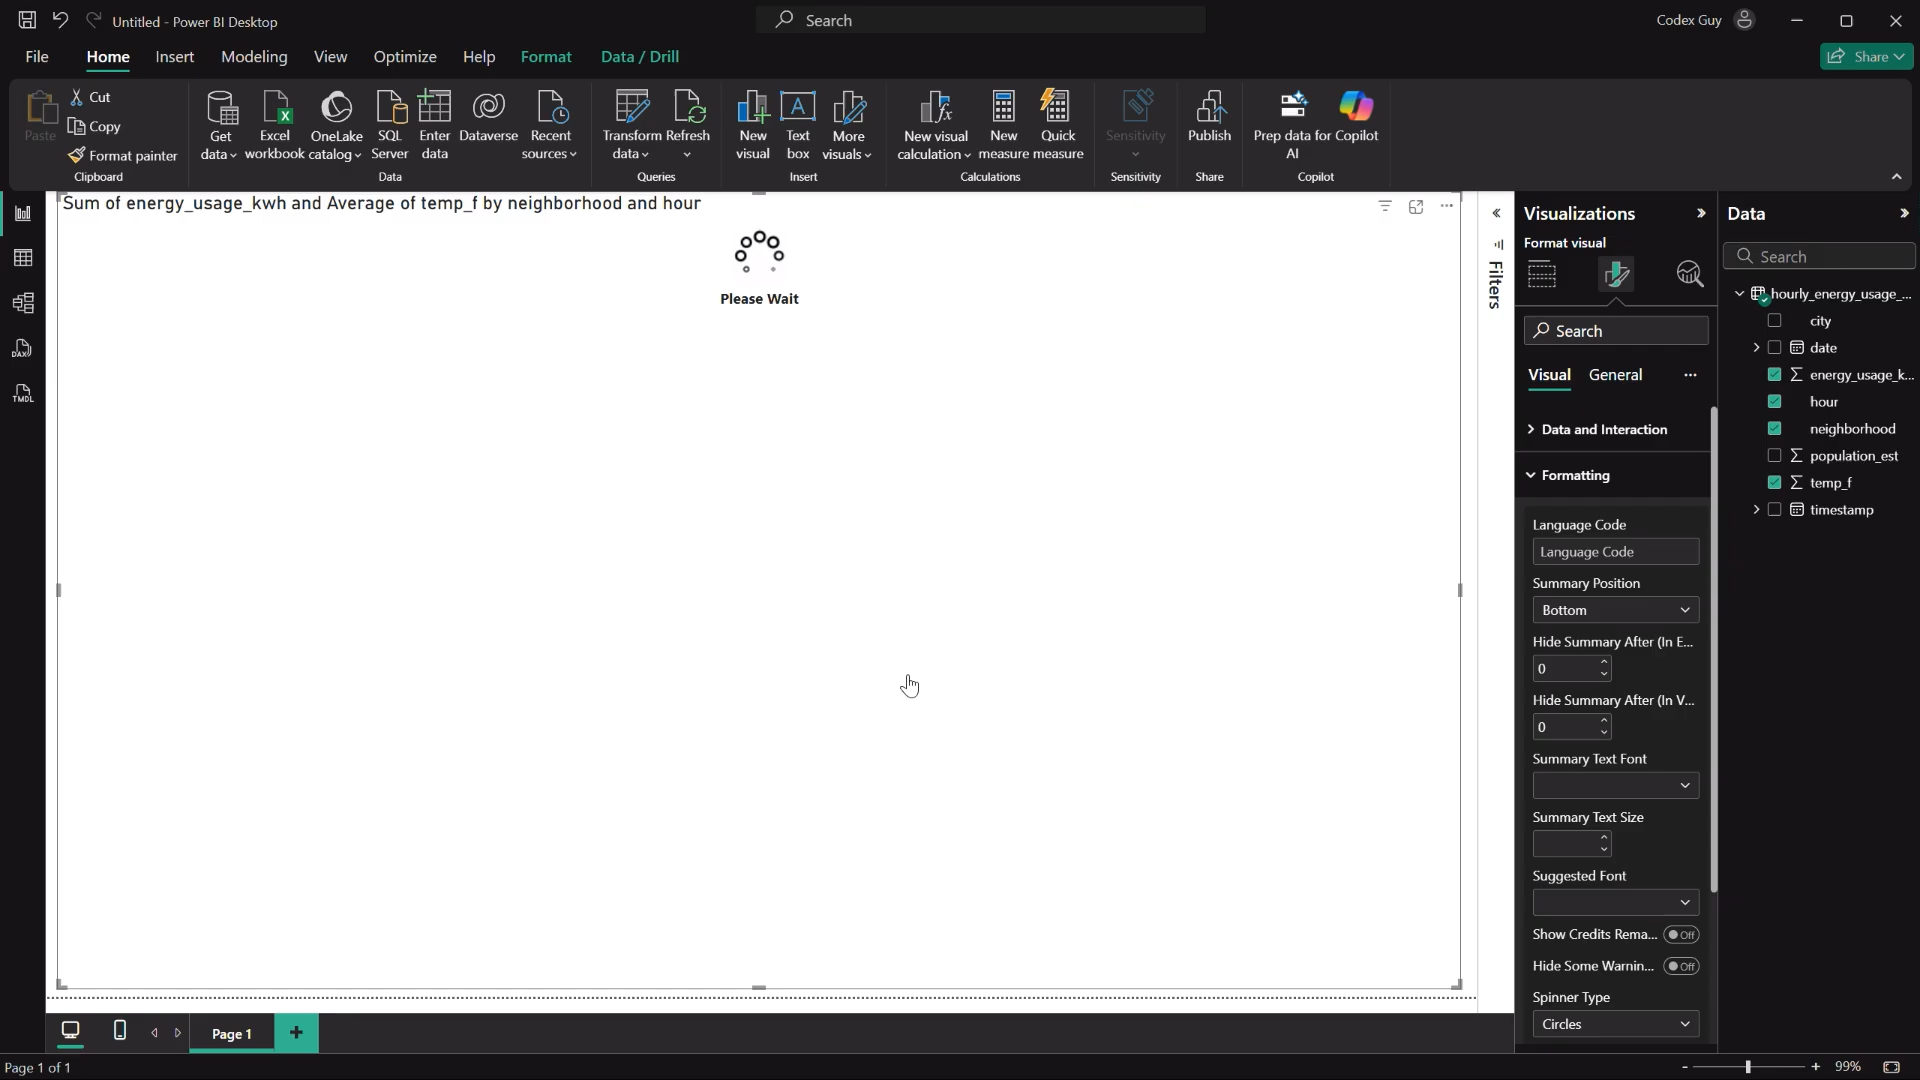 Untitled - Power BI Desktop
Search
Codex Guy
File
Home
Insert
Modeling
View
Optimize
Help
Format
Data / Drill
Share
Paste
Cut
Copy
Format painter
Clipboard
Get data
Excel workbook
OneLake catalog
SQL Server
Enter data
Dataverse
Recent sources
Data
Transform data
Refresh
Queries
New visual
Text box
More visuals
Insert
New visual calculation
New measure
Quick measure
Calculations
Sensitivity
Sensitivity
Publish
Share
Prep data for AI
Copilot
Copilot
Sum of energy_usage_kwh and Average of temp_f by neighborhood and hour
Please Wait
DAX
TMDL
Filters
Visualizations
Format visual
Search
Visual
General
Data and Interaction
Formatting
Language Code
Language Code
Summary Position
Bottom
Hide Summary After (In E...
0
Hide Summary After (In V...
0
Summary Text Font
Summary Text Size
Suggested Font
Show Credits Rema...
Off
Hide Some Warnin...
Off
Spinner Type
Circles
Data
Search
hourly_energy_usage_...
city
date
energy_usage_k...
hour
neighborhood
population_est
temp_f
timestamp
Page 1
Page 1 of 1
- + 99%